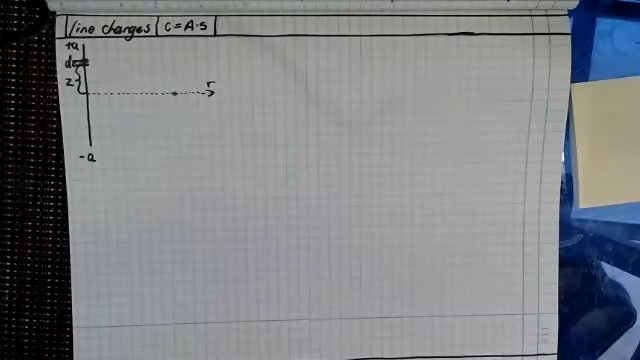 line charges C = A·s
+a
dz
z
r
-a